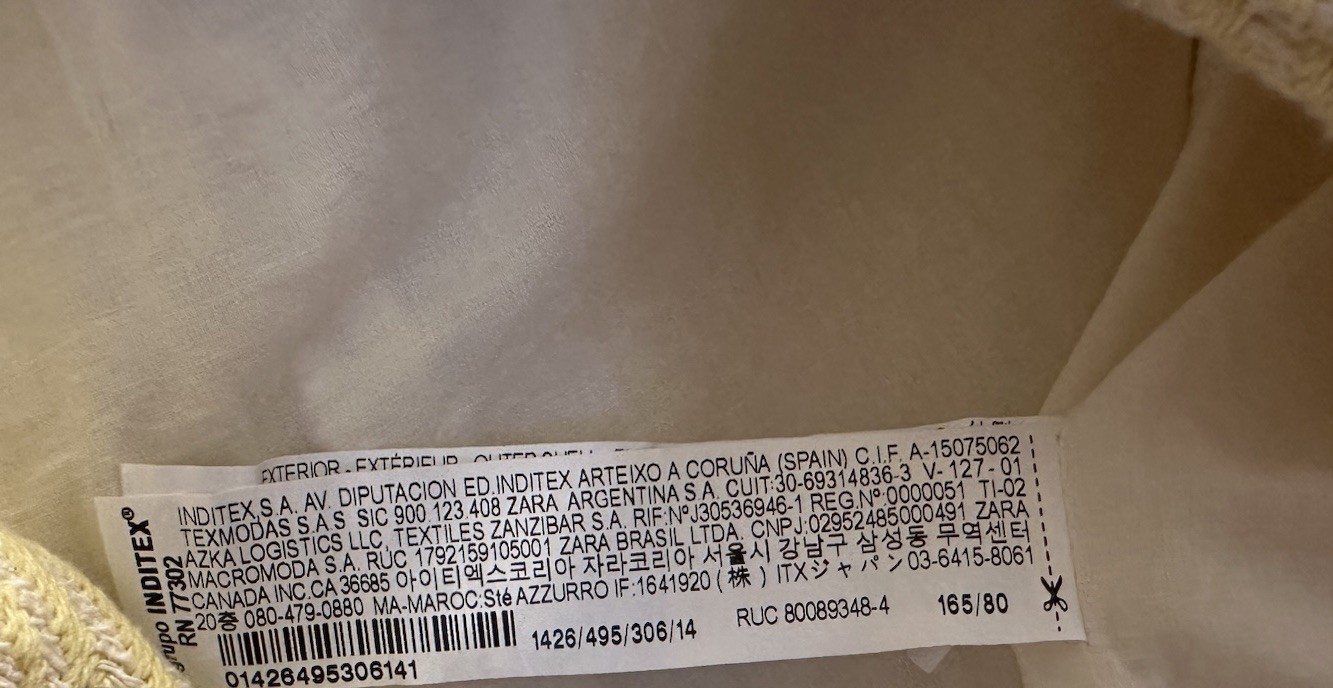 EXTERIOR - EXTÉRIEUR - OUTER SHELL
INDITEX,S.A. AV. DIPUTACION ED.INDITEX ARTEIXO A CORUÑA (SPAIN) C.I.F. A-15075062
TEXMODAS S.A.S. SIC 900.123.408 ZARA ARGENTINA S.A. CUIT:30-69314836-3 V-127-01
AZKA LOGISTICS LLC, TEXTILES ZANZIBAR S.A. RIF:NºJ30536946-1 REG.Nº:0000051 TI-02
MACROMODA S.A. RUC 1792159105001 ZARA BRASIL LTDA. CNPJ:02952485000491 ZARA
CANADA INC.CA 36685 아이티엑스코리아 자라코리아 서울시 강남구 삼성동 무역센터
20층 080-479-0880 MA-MAROC:Sté AZZURRO IF:1641920 (株) ITXジャパン 03-6415-8061
grupo INDITEX®
RN 77302
1426/495/306/14 RUC 80089348-4 165/80
01426495306141